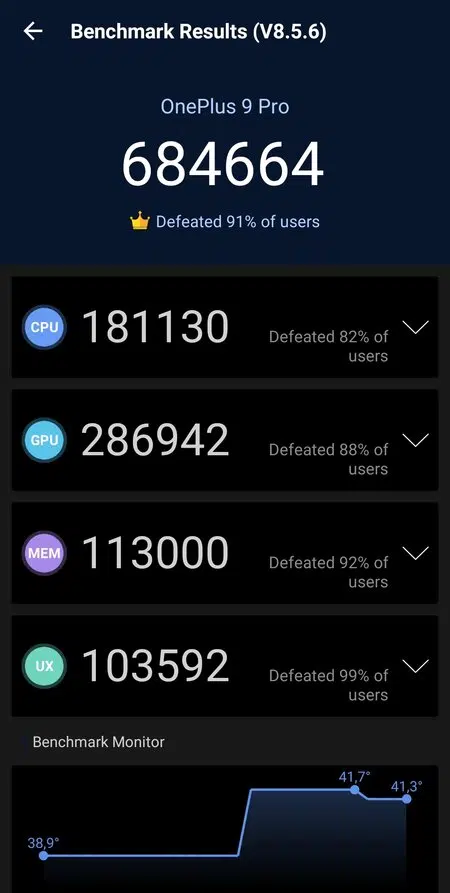 Benchmark Results (V8.5.6)
OnePlus 9 Pro
684664
Defeated 91% of users
CPU 181130 Defeated 82% of
users
GPU 286942 Defeated 88% of
users
MEM 113000 Defeated 92% of
users
UX 103592 Defeated 99% of
users
Benchmark Monitor
41,7°
41,3°
38,9°